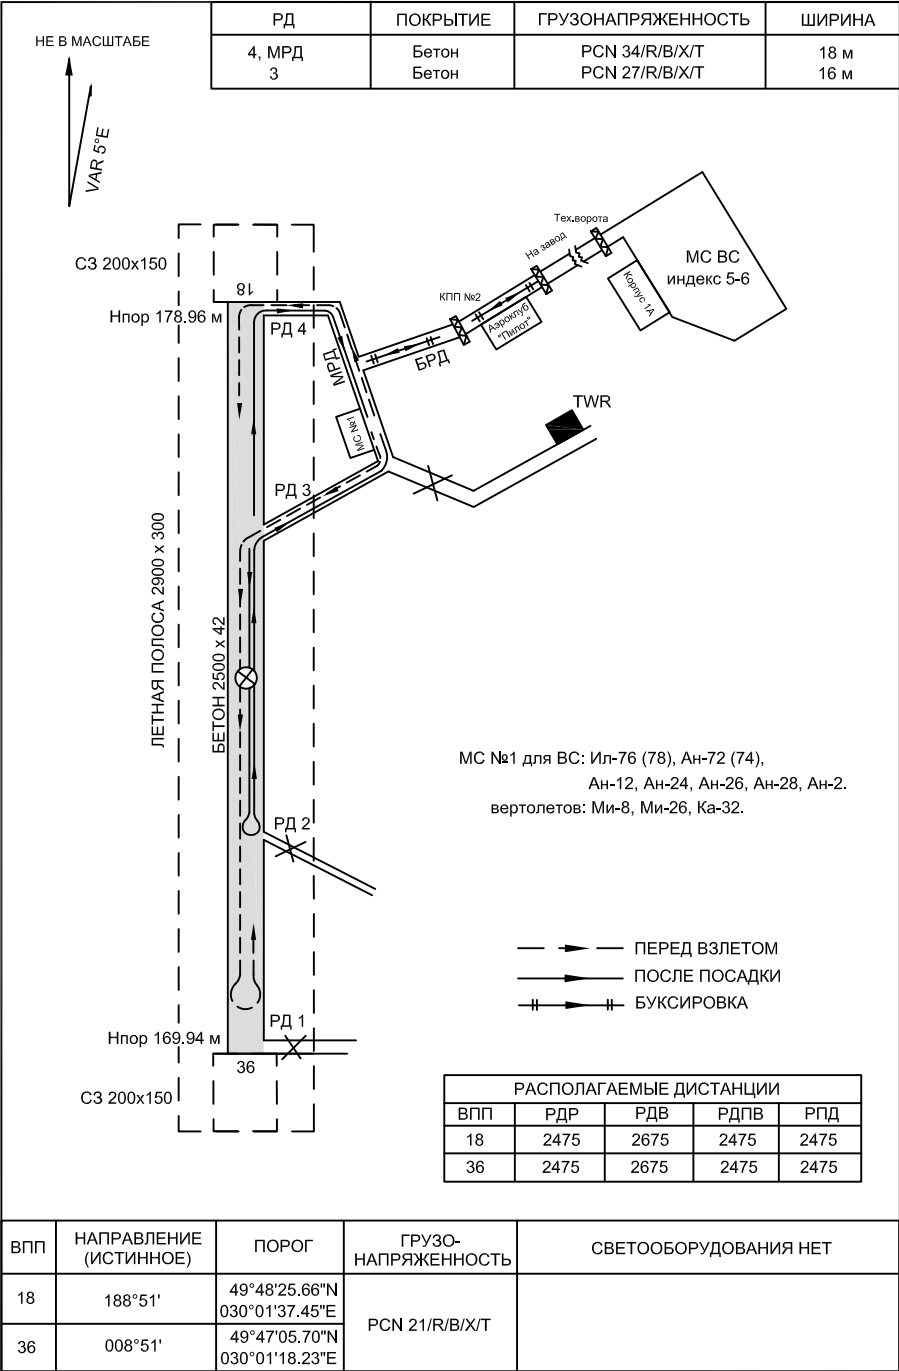 РД ПОКРЫТИЕ ГРУЗОНАПРЯЖЕННОСТЬ ШИРИНА
4, МРД Бетон PCN 34/R/B/X/T 18 м
3 Бетон PCN 27/R/B/X/T 16 м
НЕ В МАСШТАБЕ
VAR 5°E
Тех.ворота
На завод
МС ВС
индекс 5-6
СЗ 200x150
18
КПП №2
Корпус 1А
Аэроклуб
"Пилот"
Нпор 178.96 м
РД 4
МРД
БРД
TWR
МС №1
РД 3
ЛЕТНАЯ ПОЛОСА 2900 x 300
БЕТОН 2500 x 42
МС №1 для ВС: Ил-76 (78), Ан-72 (74),
Ан-12, Ан-24, Ан-26, Ан-28, Ан-2.
вертолетов: Ми-8, Ми-26, Ка-32.
РД 2
ПЕРЕД ВЗЛЕТОМ
ПОСЛЕ ПОСАДКИ
БУКСИРОВКА
РД 1
Нпор 169.94 м
36
СЗ 200x150
РАСПОЛАГАЕМЫЕ ДИСТАНЦИИ
ВПП РДР РДВ РДПВ РПД
18 2475 2675 2475 2475
36 2475 2675 2475 2475
ВПП НАПРАВЛЕНИЕ (ИСТИННОЕ) ПОРОГ ГРУЗО-НАПРЯЖЕННОСТЬ СВЕТООБОРУДОВАНИЯ НЕТ
18 188°51' 49°48'25.66"N
030°01'37.45"E
PCN 21/R/B/X/T
36 008°51' 49°47'05.70"N
030°01'18.23"E